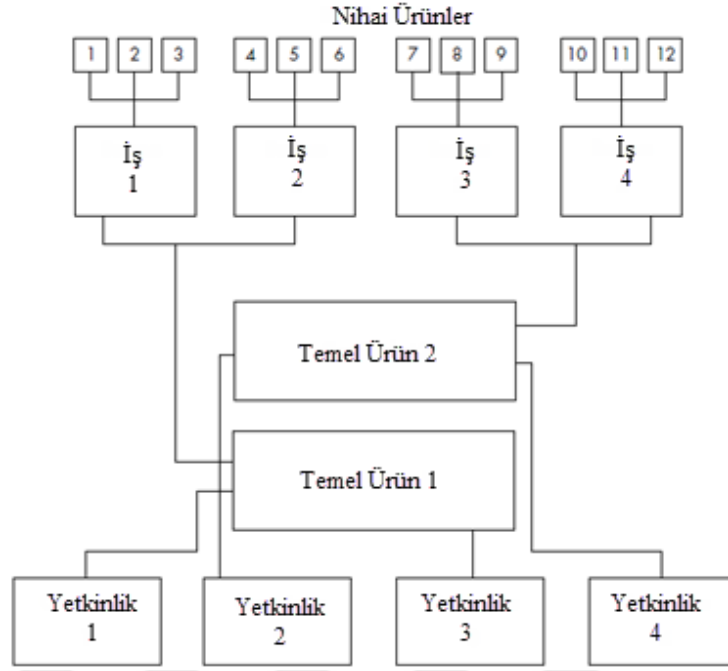 Nihai Ürünler
1 2 3 4 5 6 7 8 9 10 11 12
İş
1
İş
2
İş
3
İş
4
Temel Ürün 2
Temel Ürün 1
Yetkinlik
1
Yetkinlik
2
Yetkinlik
3
Yetkinlik
4